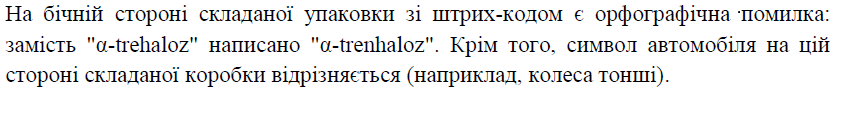 На бічній стороні складаної упаковки зі штрих-кодом є орфографічна помилка:
замість "α-trehaloz" написано "α-trenhaloz". Крім того, символ автомобіля на цій
стороні складаної коробки відрізняється (наприклад, колеса тонші).